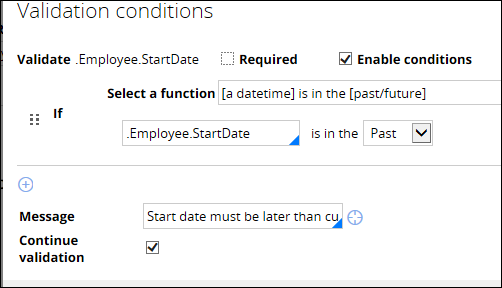 Validation conditions
Validate .Employee.StartDate Required Enable conditions
Select a function [a datetime] is in the [past/future]
If
.Employee.StartDate is in the Past
Message Start date must be later than cu
Continue
validation